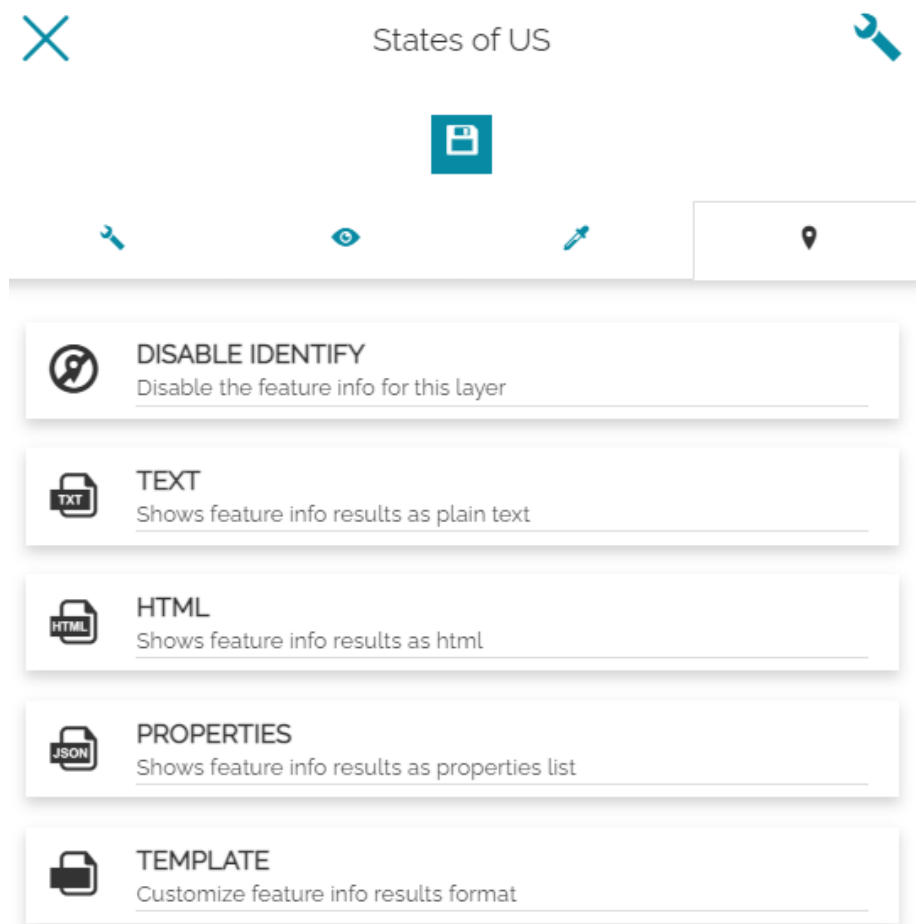 States of US
DISABLE IDENTIFY
Disable the feature info for this layer
TXT
TEXT
Shows feature info results as plain text
HTML
HTML
Shows feature info results as html
JSON
PROPERTIES
Shows feature info results as properties list
TEMPLATE
Customize feature info results format